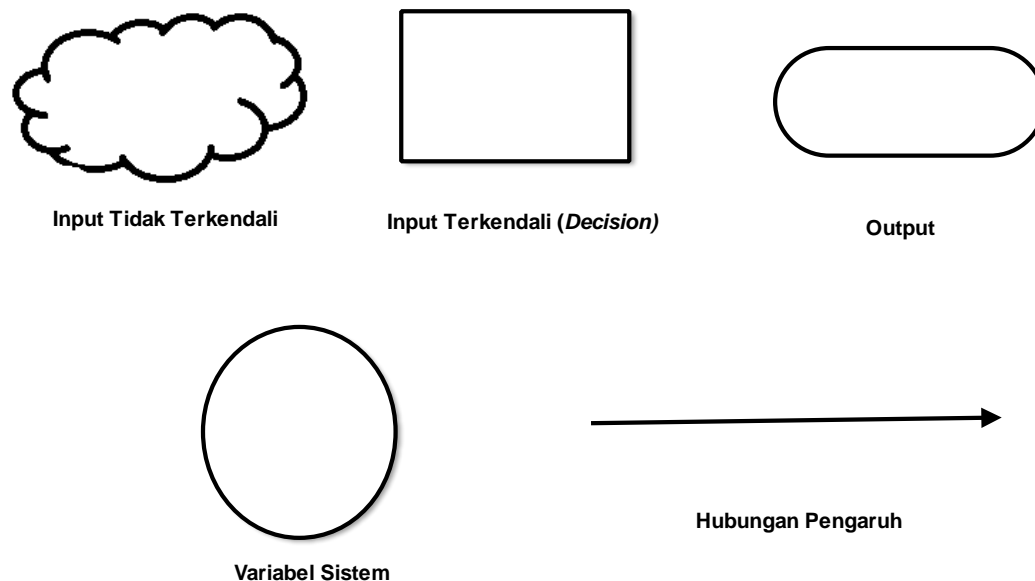 Input Tidak Terkendali
Input Terkendali (Decision)
Output
Hubungan Pengaruh
Variabel Sistem